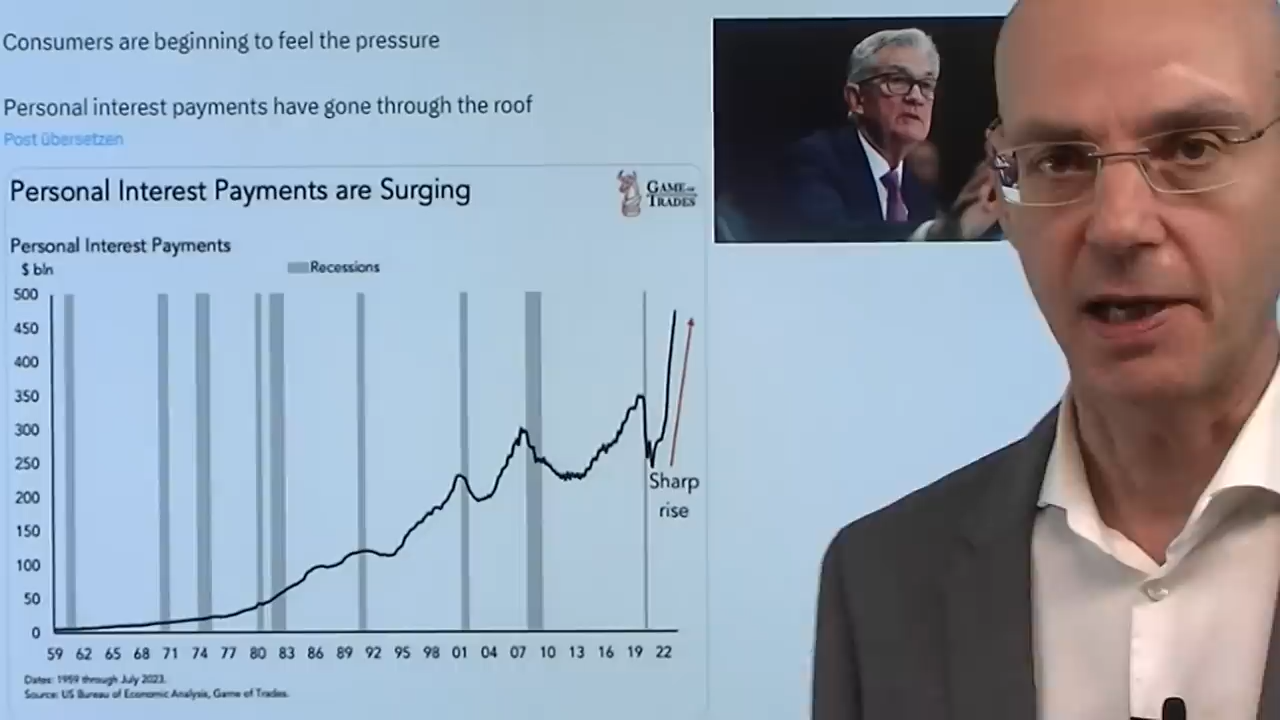 Consumers are beginning to feel the pressure
Personal interest payments have gone through the roof
Post übersetzen
Personal Interest Payments are Surging
GAME OF
TRADES
Personal Interest Payments
$ bln
Recessions
500
450
400
350
300
250
200
150
100
50
0
Sharp
rise
59 62 65 68 71 74 77 80 83 86 89 92 95 98 01 04 07 10 13 16 19 22
Dates: 1959 through July 2023.
Source: US Bureau of Economic Analysis, Game of Trades.